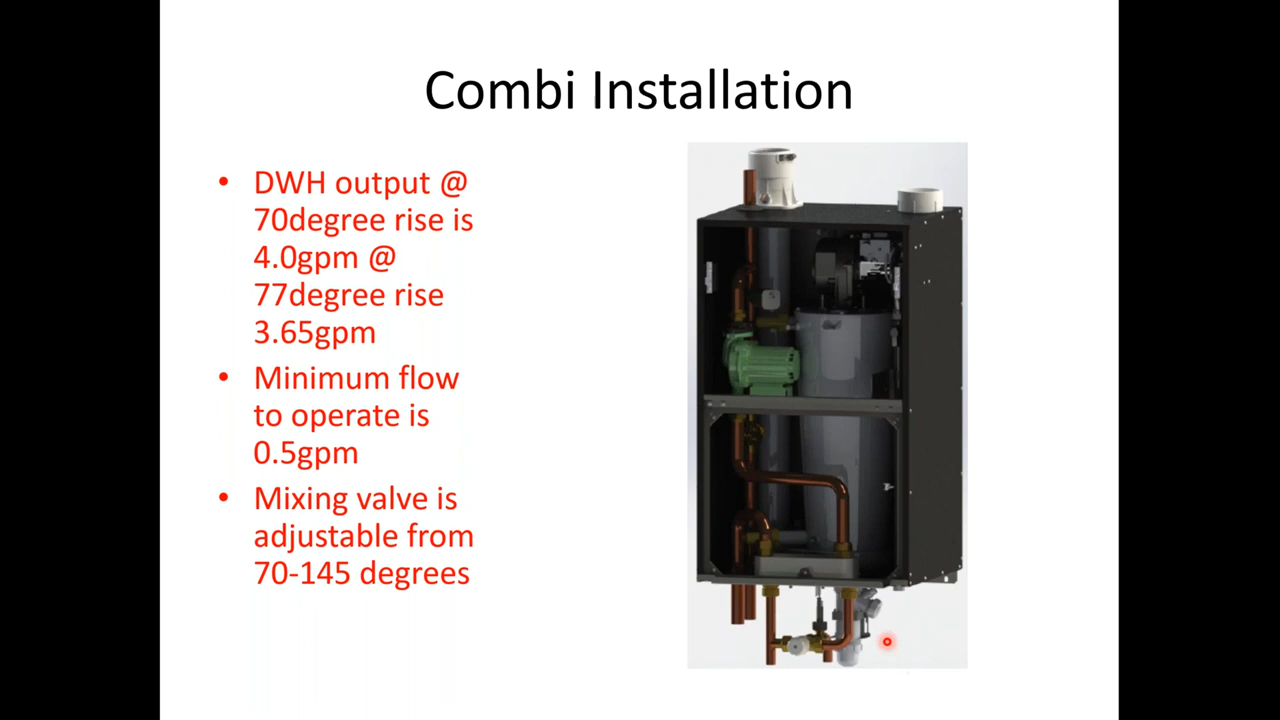 Combi Installation
• DWH output @
70degree rise is
4.0gpm @
77degree rise
3.65gpm
• Minimum flow
to operate is
0.5gpm
• Mixing valve is
adjustable from
70-145 degrees